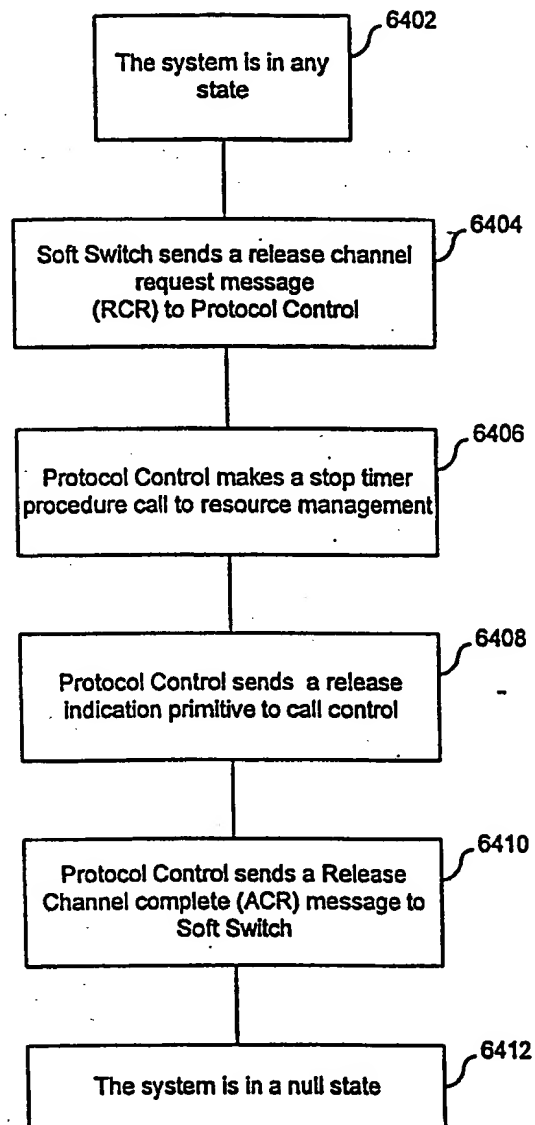 6402
The system is in any
state
6404
Soft Switch sends a release channel
request message
(RCR) to Protocol Control
6406
Protocol Control makes a stop timer
procedure call to resource management
6408
Protocol Control sends a release
indication primitive to call control
6410
Protocol Control sends a Release
Channel complete (ACR) message to
Soft Switch
6412
The system is in a null state